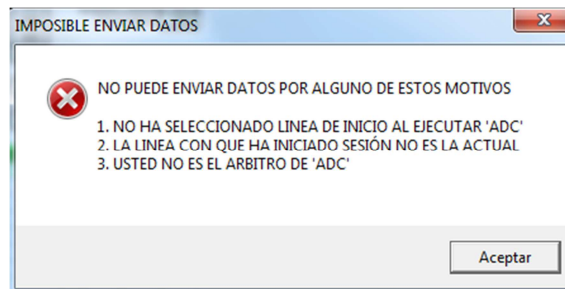 IMPOSIBLE ENVIAR DATOS
NO PUEDE ENVIAR DATOS POR ALGUNO DE ESTOS MOTIVOS
1. NO HA SELECCIONADO LINEA DE INICIO AL EJECUTAR 'ADC'
2. LA LINEA CON QUE HA INICIADO SESIÓN NO ES LA ACTUAL
3. USTED NO ES EL ARBITRO DE 'ADC'
Aceptar